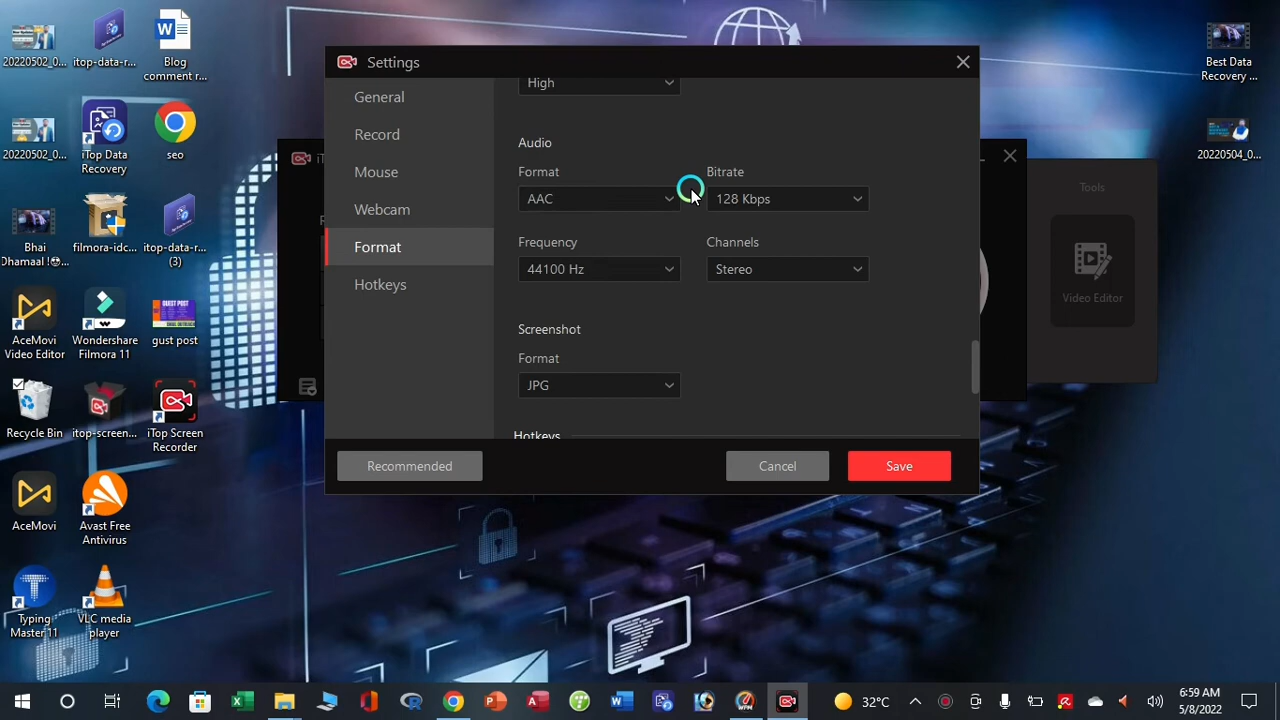 20220502_0...
itop-data-r...
Blog
comment r...
20220502_0...
iTop Data
Recovery
seo
Bhai
Dhamaal !😎...
filmora-idc...
itop-data-r...
(3)
AceMovi
Video Editor
Wondershare
Filmora 11
GUEST POST
gust post
Recycle Bin
itop-screen...
iTop Screen
Recorder
AceMovi
Avast Free
Antivirus
Typing
Master 11
VLC media
player
Best Data
Recovery ...
20220504_0...
Settings
General
Record
Mouse
Webcam
Format
Hotkeys
High
Audio
Format
Bitrate
AAC
128 Kbps
Frequency
Channels
44100 Hz
Stereo
Screenshot
Format
JPG
Hotkeys
Recommended
Cancel
Save
Tools
Video Editor
32°C
6:59 AM
5/8/2022